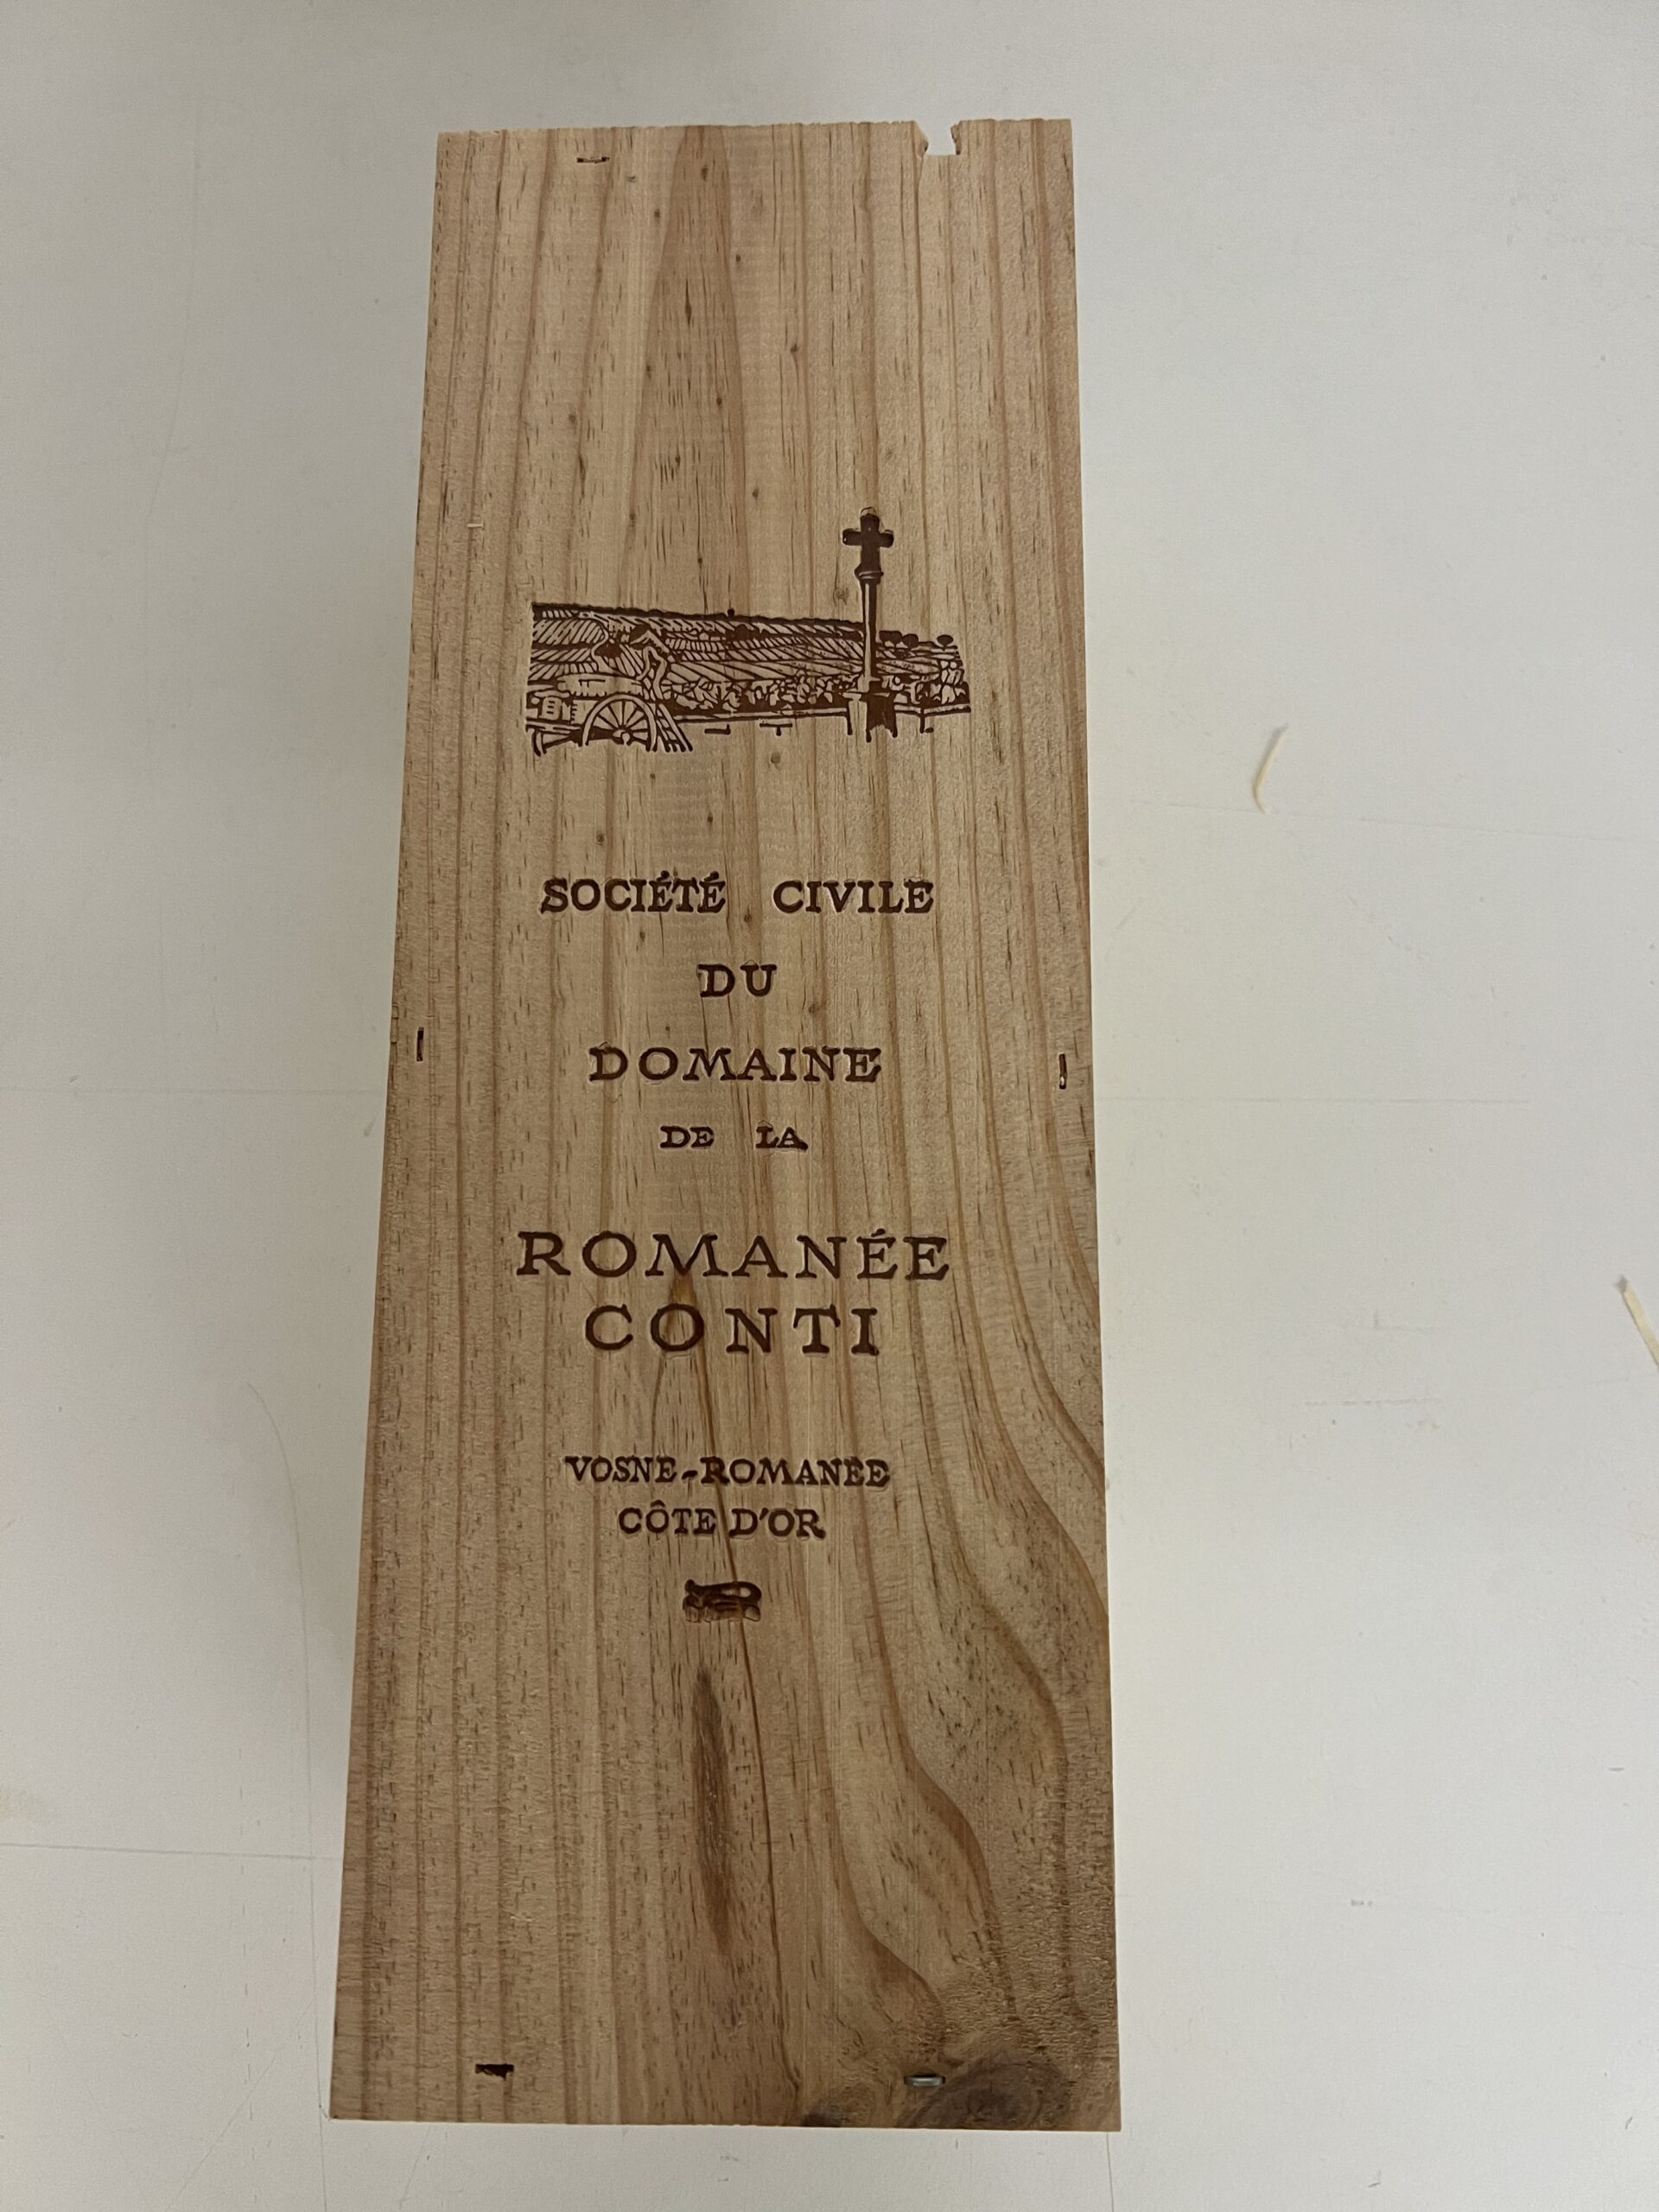 SOCIÉTÉ CIVILE
DU
DOMAINE
DE LA
ROMANÉE
CONTI
VOSNE-ROMANÉE
CÔTE D'OR